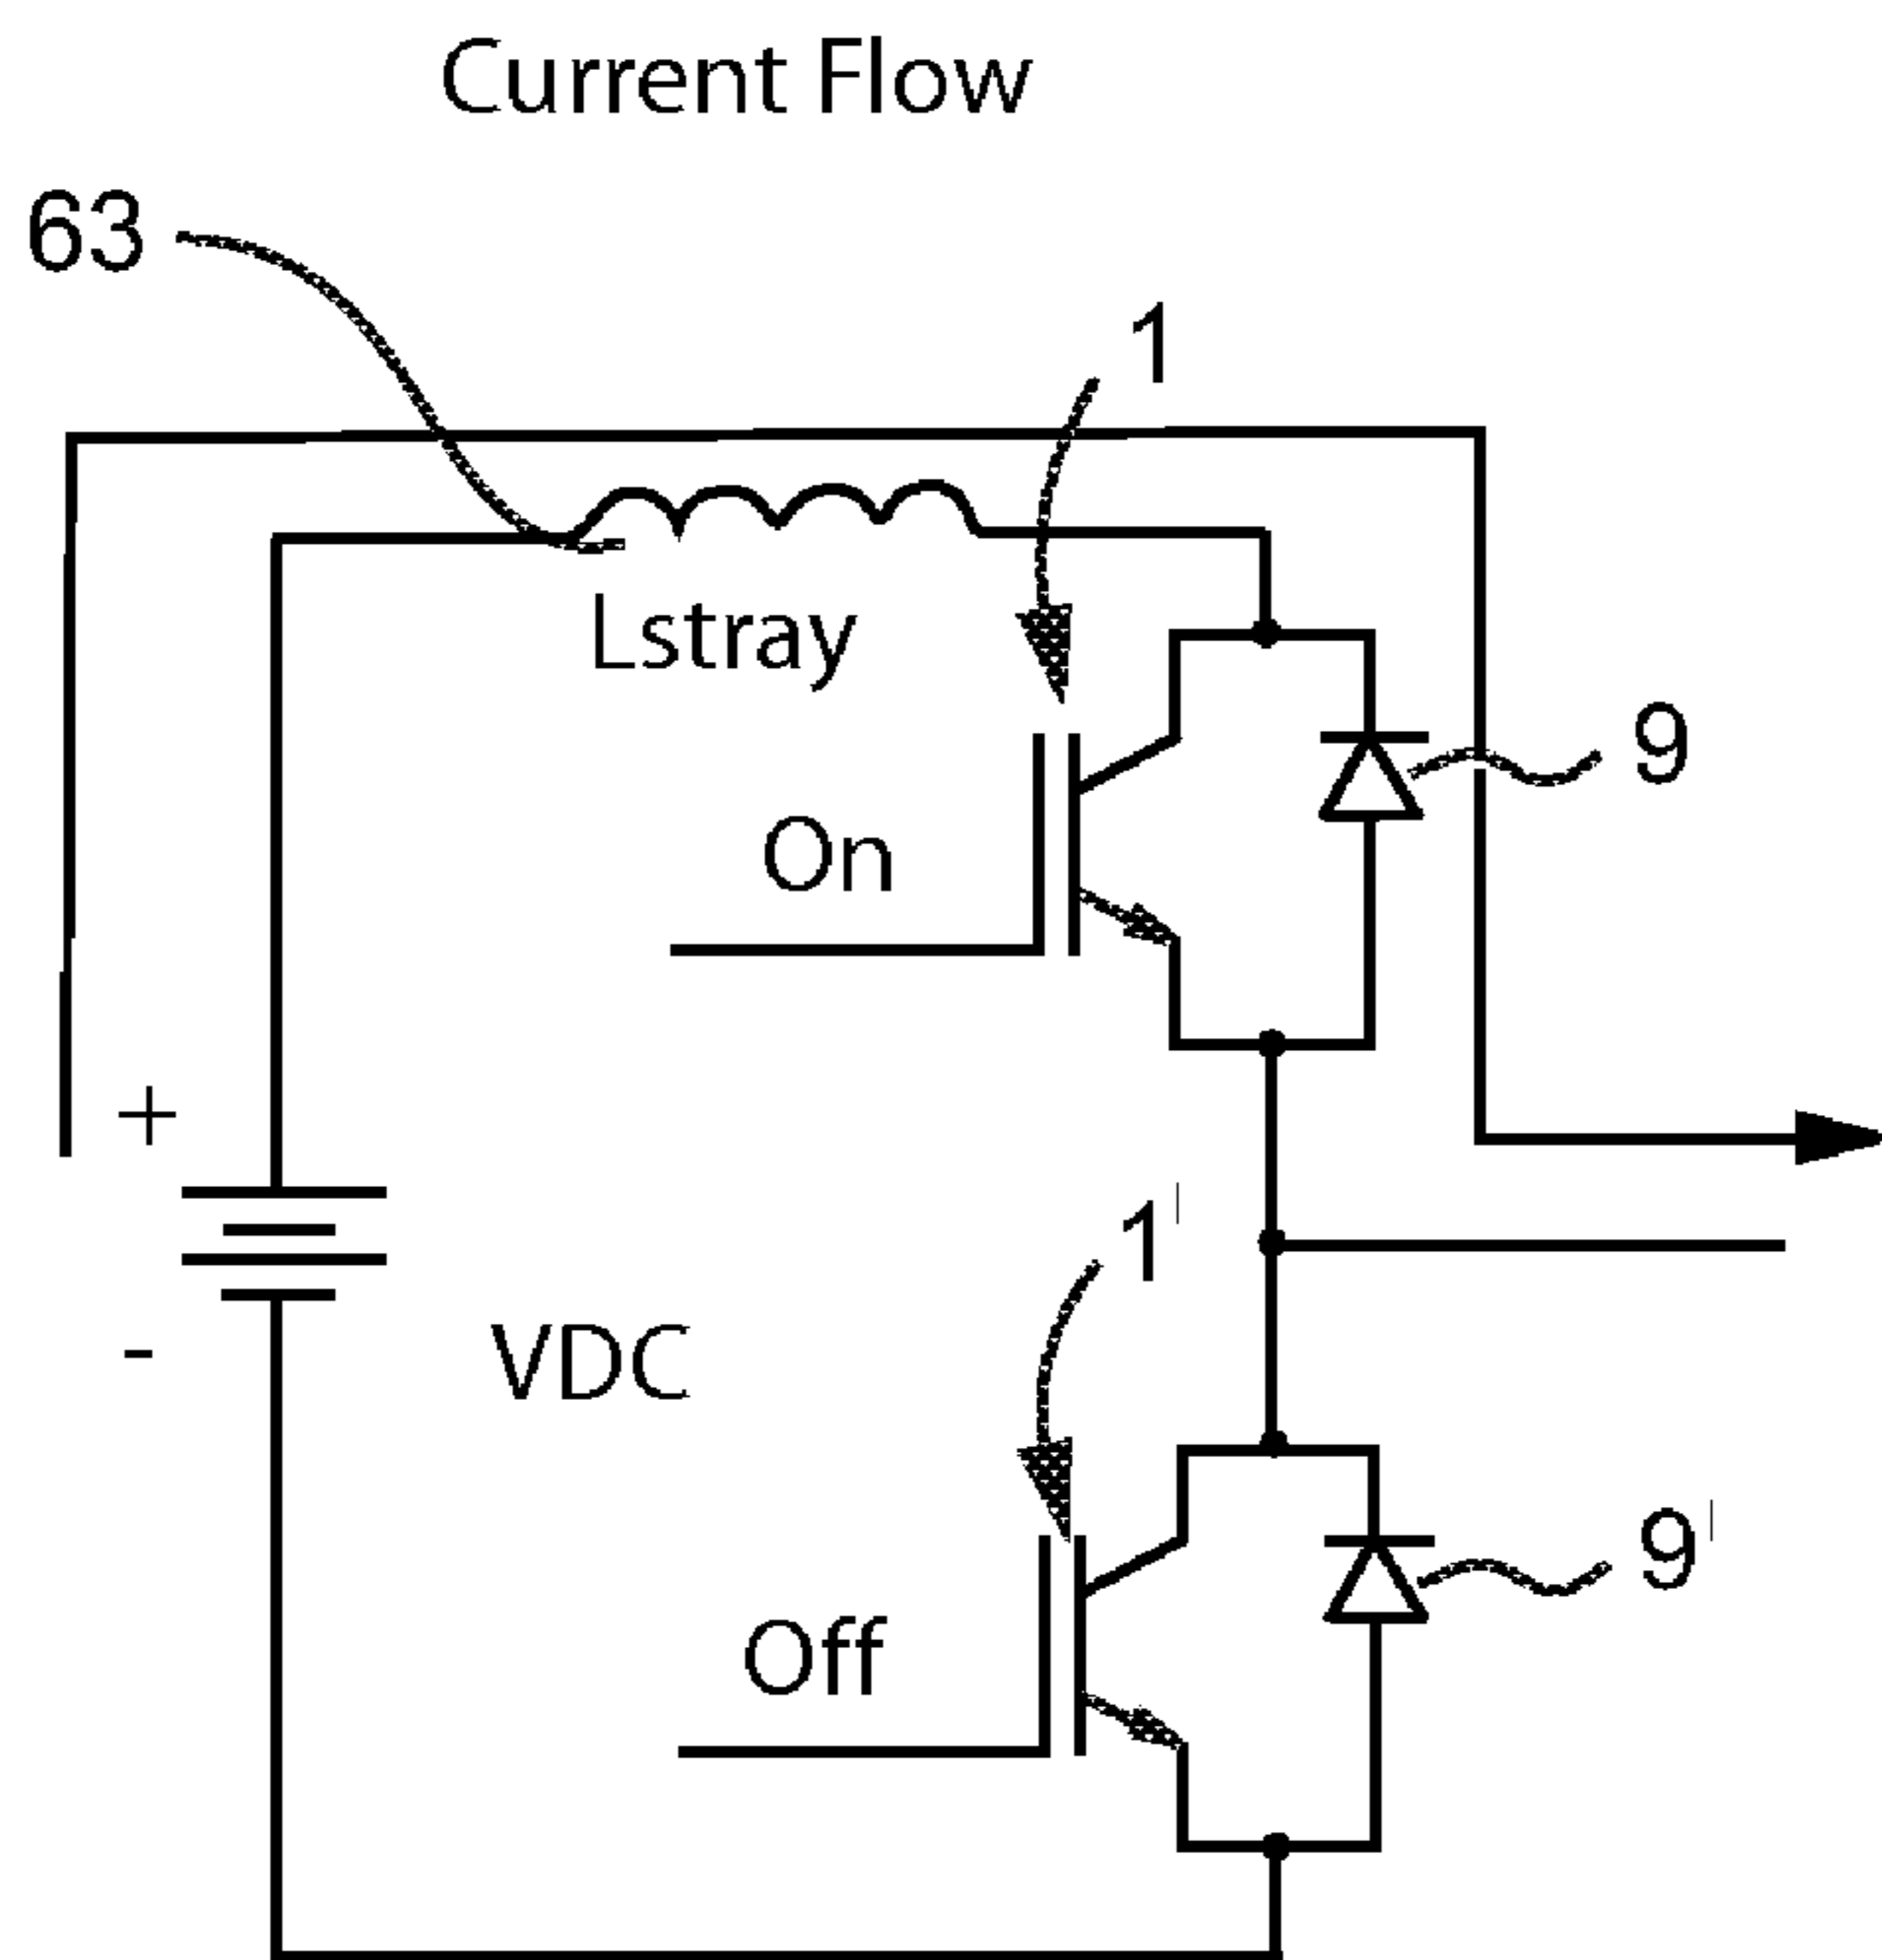 Current Flow
63
1
Lstray
9
On
+
1'
-
VDC
9'
Off